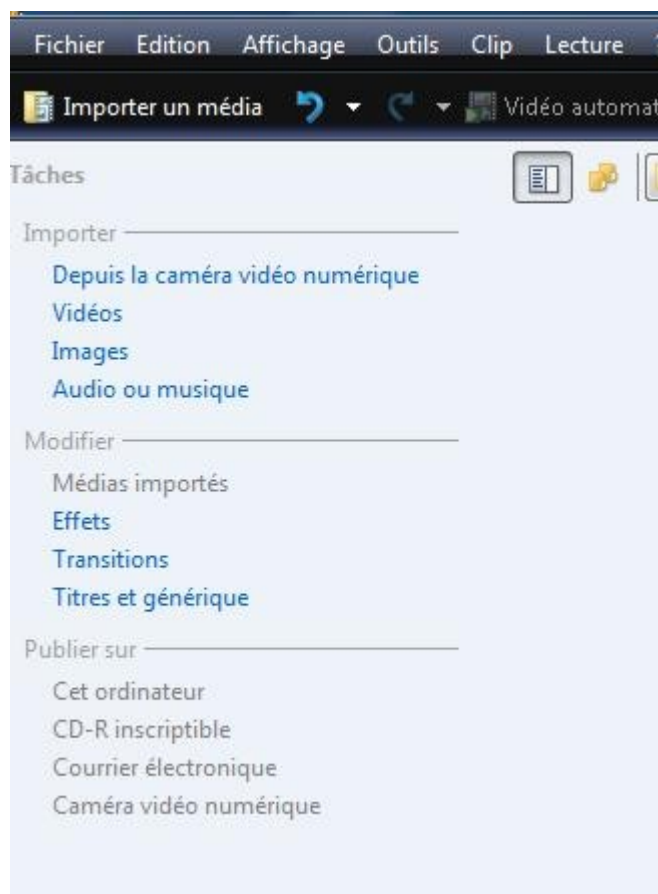 Fichier Edition Affichage Outils Clip Lecture
Importer un média Vidéo automat
Tâches
Importer
Depuis la caméra vidéo numérique
Vidéos
Images
Audio ou musique
Modifier
Médias importés
Effets
Transitions
Titres et générique
Publier sur
Cet ordinateur
CD-R inscriptible
Courrier électronique
Caméra vidéo numérique